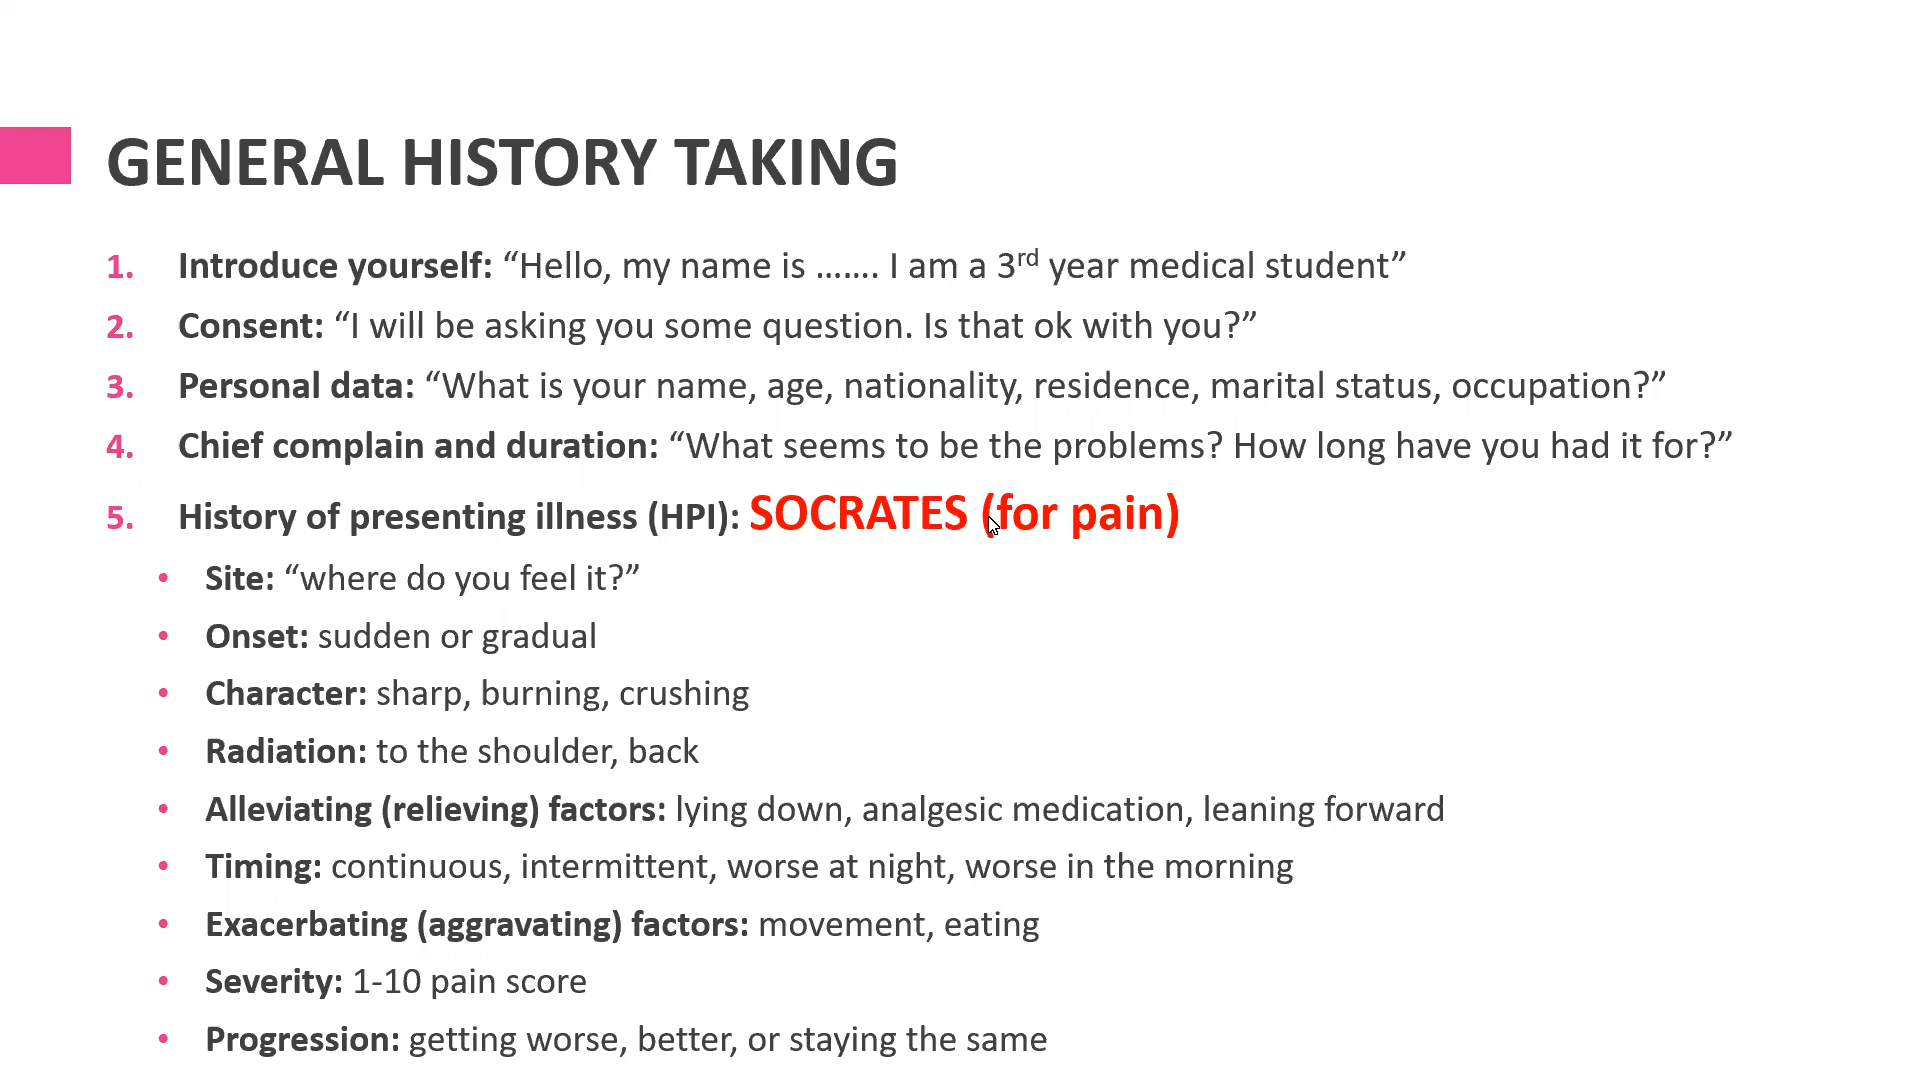 GENERAL HISTORY TAKING
1. Introduce yourself: “Hello, my name is ……. I am a 3rd year medical student”
2. Consent: “I will be asking you some question. Is that ok with you?”
3. Personal data: “What is your name, age, nationality, residence, marital status, occupation?”
4. Chief complain and duration: “What seems to be the problems? How long have you had it for?”
5. History of presenting illness (HPI): SOCRATES (for pain)
• Site: “where do you feel it?”
• Onset: sudden or gradual
• Character: sharp, burning, crushing
• Radiation: to the shoulder, back
• Alleviating (relieving) factors: lying down, analgesic medication, leaning forward
• Timing: continuous, intermittent, worse at night, worse in the morning
• Exacerbating (aggravating) factors: movement, eating
• Severity: 1-10 pain score
• Progression: getting worse, better, or staying the same